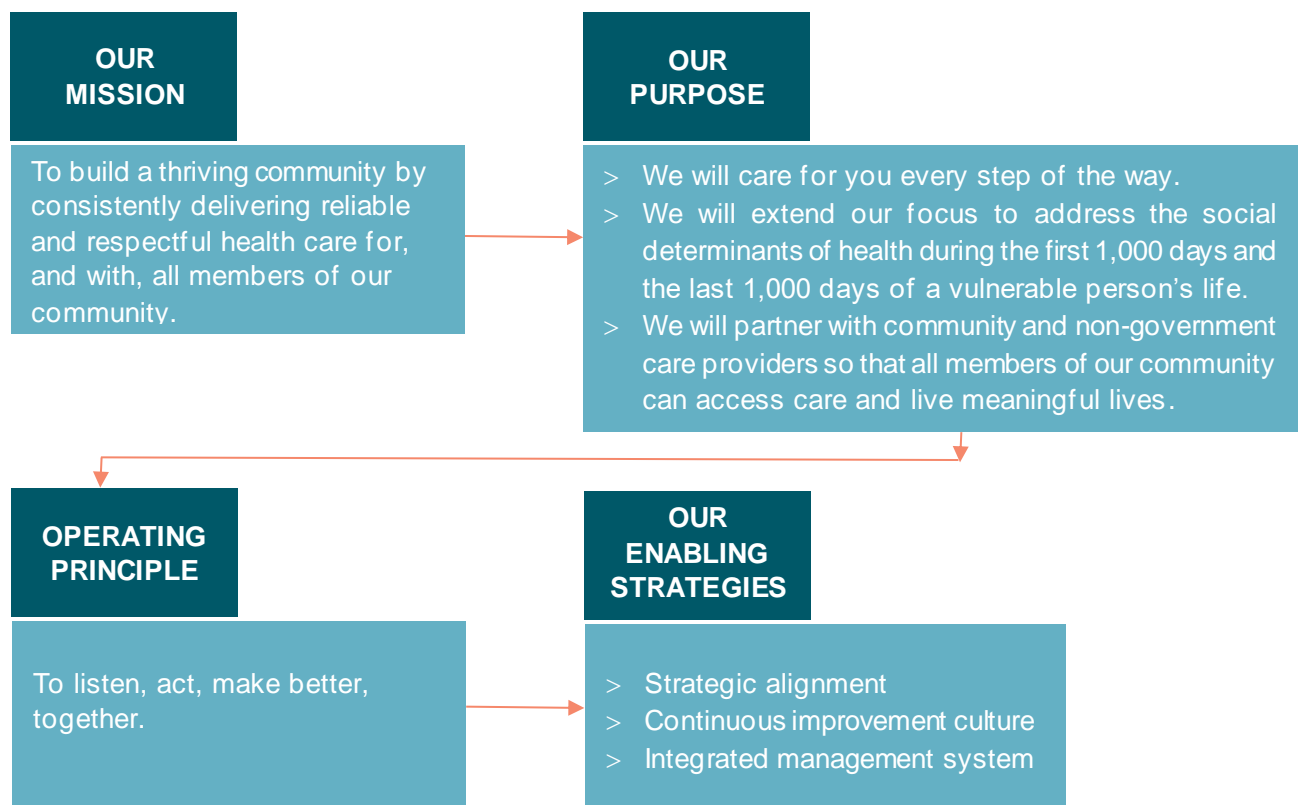 OUR
MISSION
To build a thriving community by
consistently delivering reliable
and respectful health care for,
and with, all members of our
community.
OUR
PURPOSE
> We will care for you every step of the way.
> We will extend our focus to address the social
determinants of health during the first 1,000 days and
the last 1,000 days of a vulnerable person’s life.
> We will partner with community and non-government
care providers so that all members of our community
can access care and live meaningful lives.
OPERATING
PRINCIPLE
To listen, act, make better,
together.
OUR
ENABLING
STRATEGIES
> Strategic alignment
> Continuous improvement culture
> Integrated management system